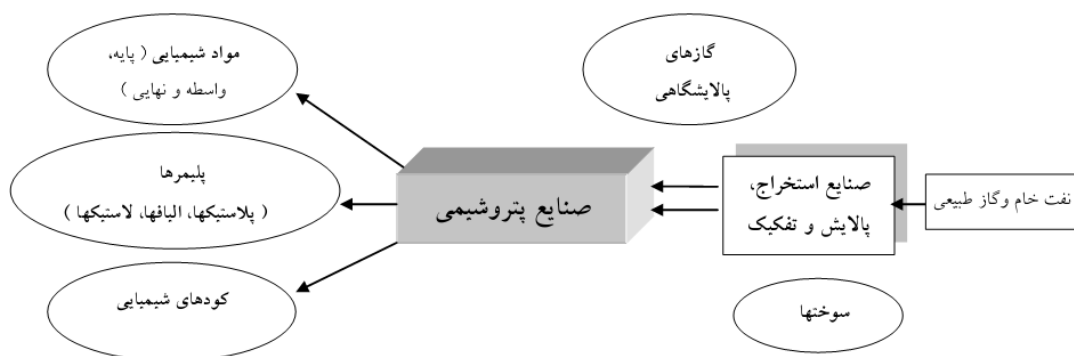 نفت خام وگاز طبیعی
صنایع استخراج،
پالایش و تفکیک
گازهای
پالایشگاهی
سوختها
صنایع پتروشیمی
مواد شیمیایی ( پایه،
واسطه و نهایی )
پلیمرها
( پلاستیکها، الیافها، لاستیکها )
کودهای شیمیایی